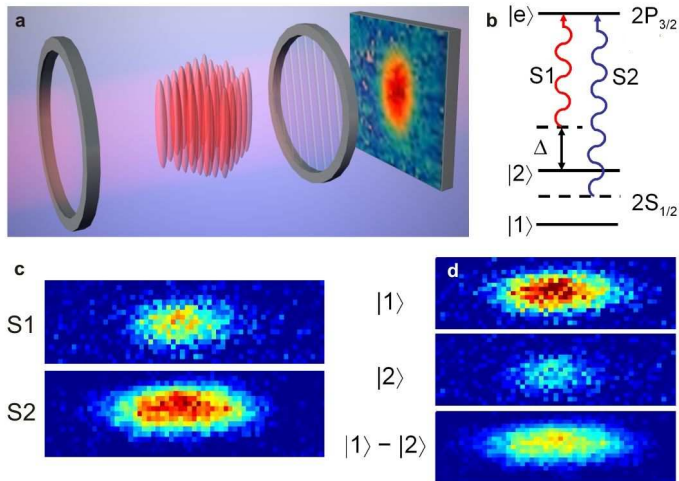 a
b
|e⟩
2P3/2
S1
S2
Δ
|2⟩
2S1/2
|1⟩
c
d
S1
|1⟩
|2⟩
S2
|1⟩ − |2⟩